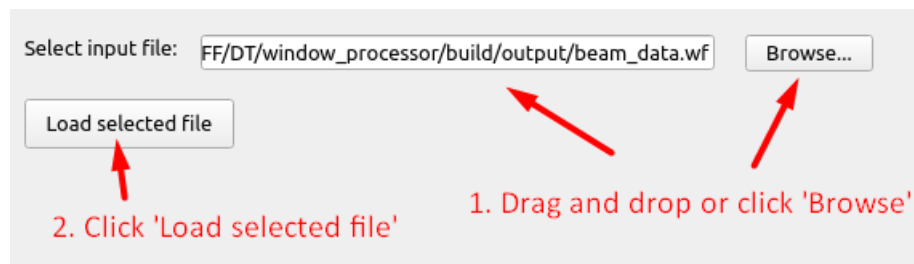 Select input file: FF/DT/window_processor/build/output/beam_data.wf Browse...
Load selected file
1. Drag and drop or click 'Browse'
2. Click 'Load selected file'